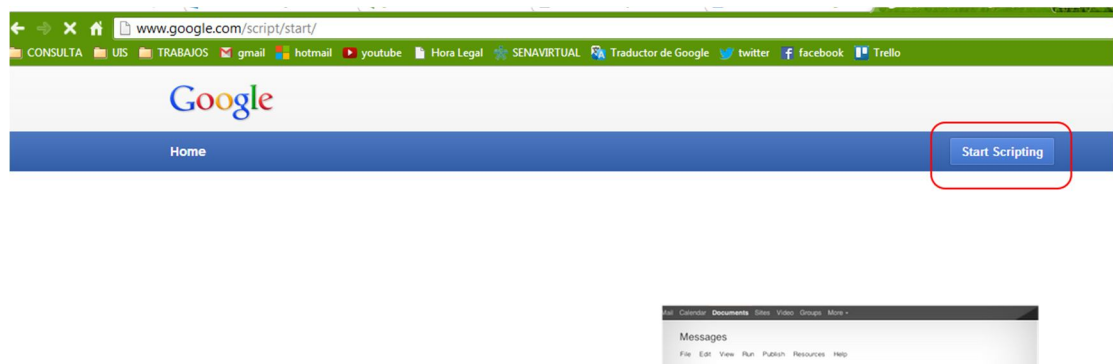 www.google.com/script/start/
CONSULTA UIS TRABAJOS gmail hotmail youtube Hora Legal SENAVIRTUAL Traductor de Google twitter facebook Trello
Google
Home Start Scripting
Calendar Documents Sites Video Groups More
Messages
File Edit View Run Publish Resources Help